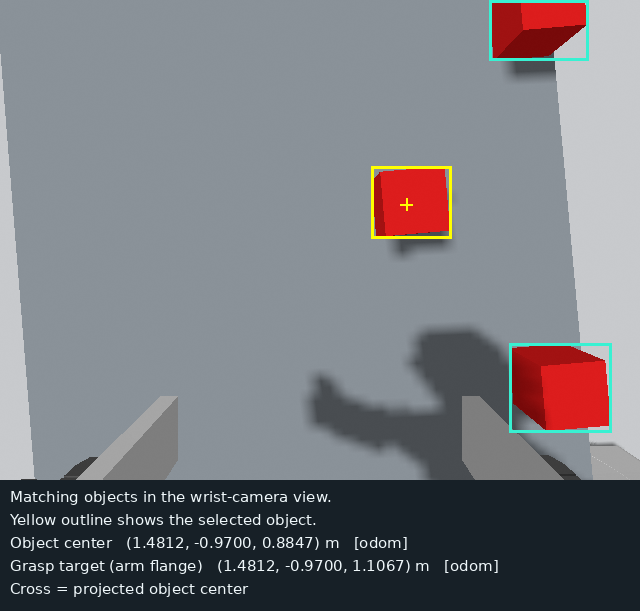 Matching objects in the wrist-camera view.
Yellow outline shows the selected object.
Object center   (1.4812, -0.9700, 0.8847) m   [odom]
Grasp target (arm flange)   (1.4812, -0.9700, 1.1067) m   [odom]
Cross = projected object center